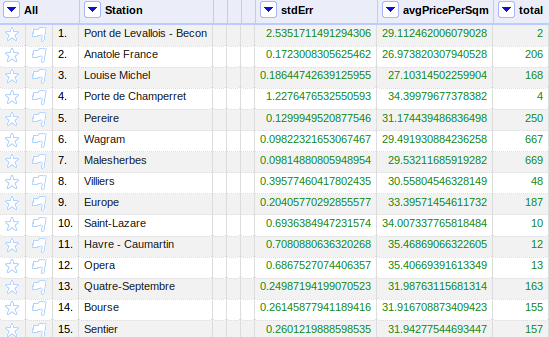 All Station stdErr avgPricePerSqm total
1. Pont de Levallois - Becon 2.5351711491294306 29.112462006079028 2
2. Anatole France 0.1723008305625462 26.973820307940528 206
3. Louise Michel 0.18644742639125955 27.10314502259904 168
4. Porte de Champerret 1.2276476532550593 34.39979677378382 4
5. Pereire 0.1299949520877546 31.174439486836498 250
6. Wagram 0.09822321653067467 29.491930884236258 667
7. Malesherbes 0.09814880805948954 29.53211685919282 669
8. Villiers 0.39577460417802435 30.55804546328149 48
9. Europe 0.20405770292855577 33.39571454611732 187
10. Saint-Lazare 0.6936384947231574 34.007337765818484 10
11. Havre - Caumartin 0.7080880636320268 35.46869066322605 12
12. Opera 0.6867527074406357 35.40669391613349 13
13. Quatre-Septembre 0.24987194199070523 31.98763115681314 163
14. Bourse 0.26145877941189416 31.916708873409423 155
15. Sentier 0.2601219888598535 31.94277544693447 157